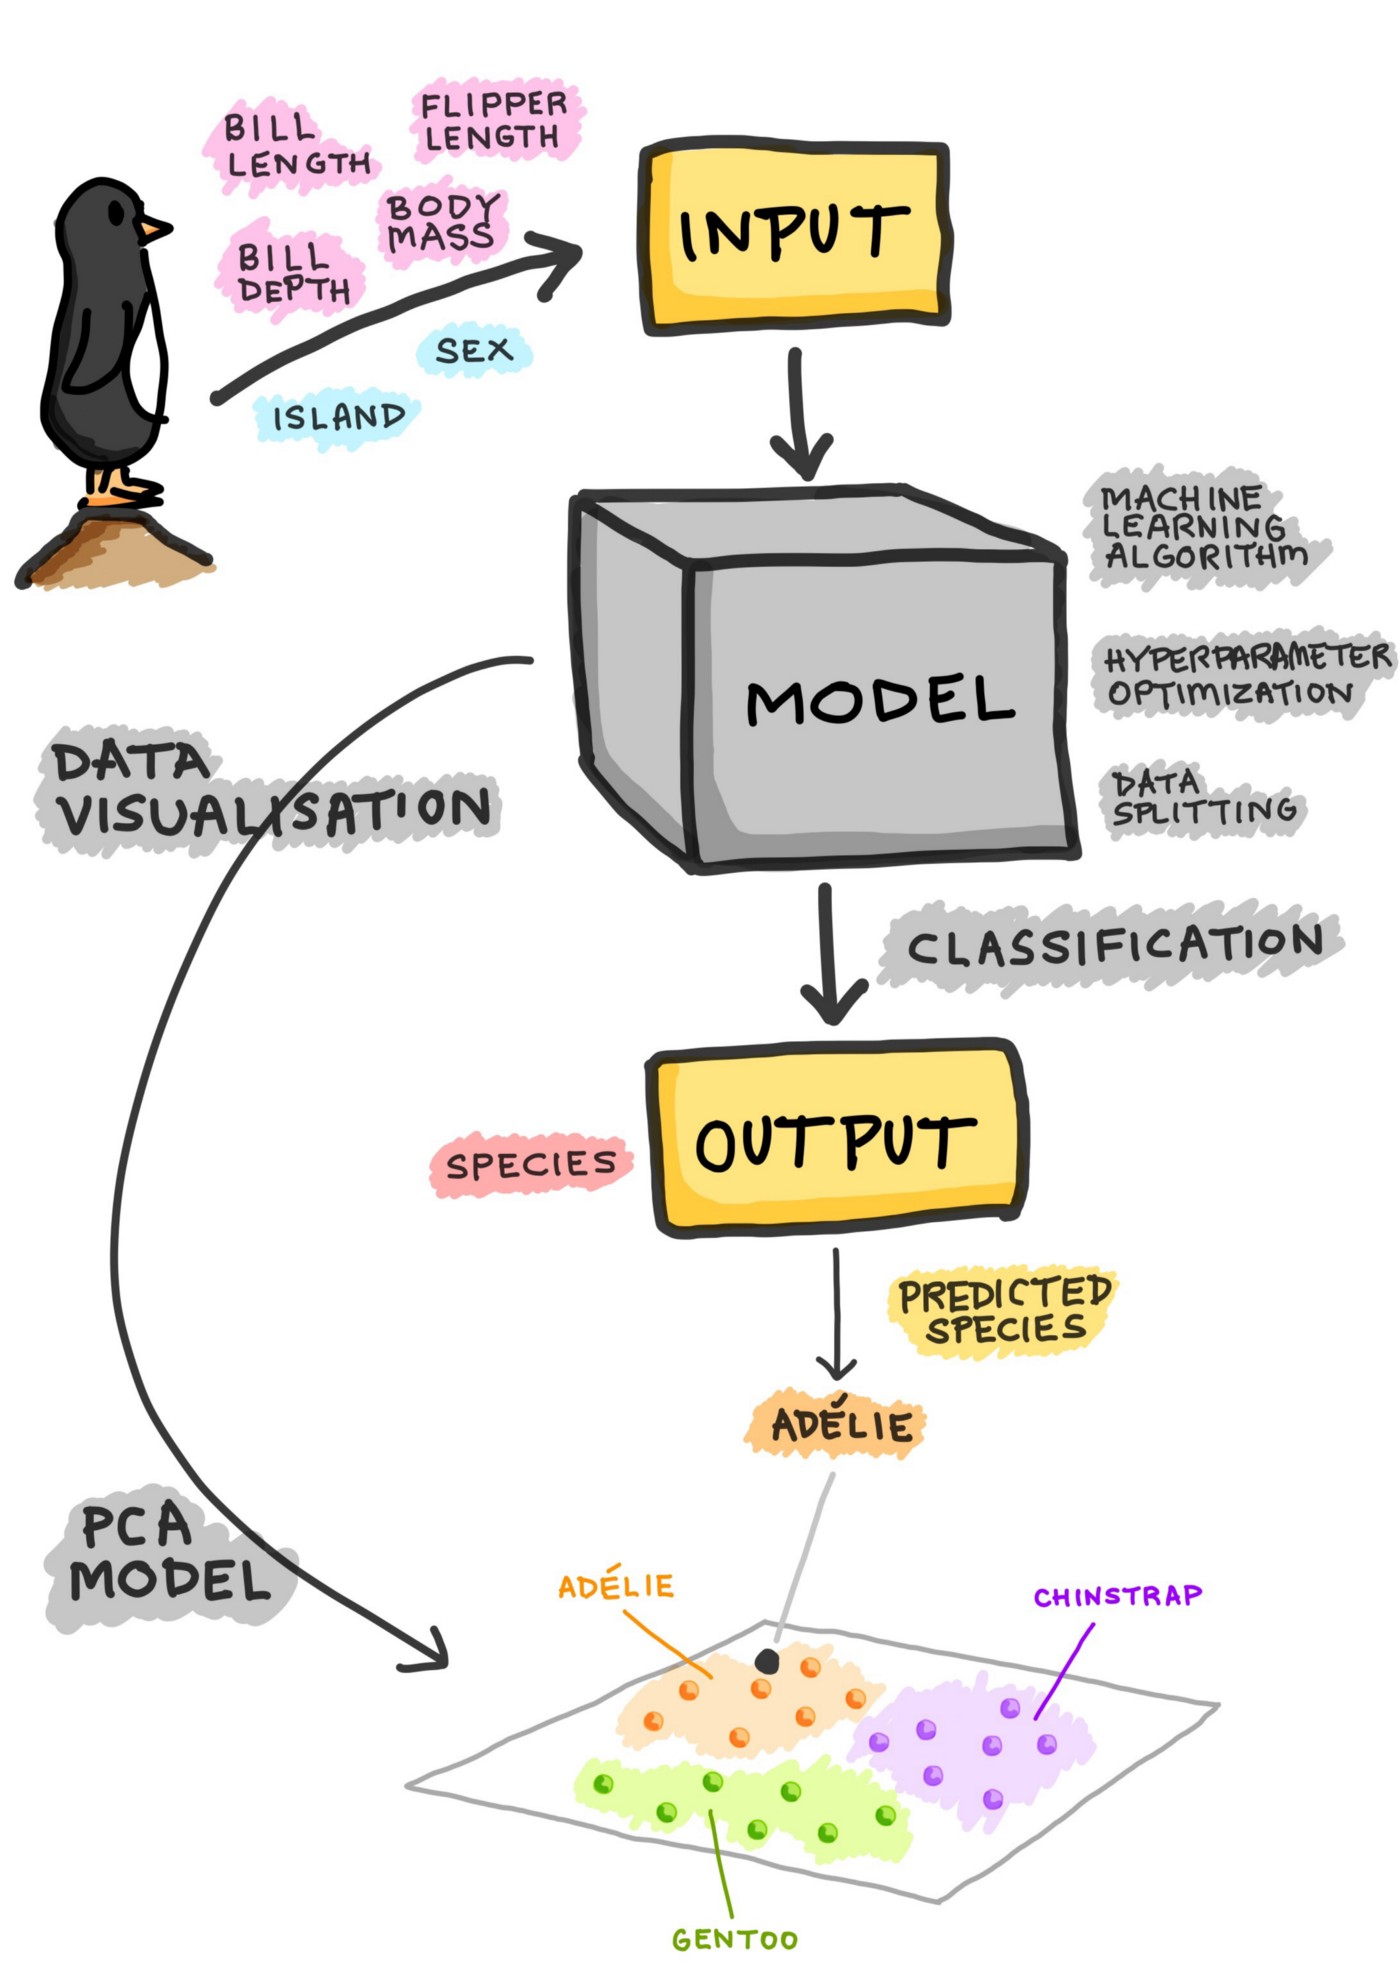 BILL
LENGTH
FLIPPER
LENGTH
BODY
MASS
BILL
DEPTH
SEX
ISLAND
INPUT
MACHINE
LEARNING
ALGORITHM
MODEL
HYPERPARAMETER
OPTIMIZATION
DATA
SPLITTING
DATA
VISUALISATION
CLASSIFICATION
OUTPUT
SPECIES
PREDICTED
SPECIES
ADÉLIE
PCA
MODEL
ADÉLIE
CHINSTRAP
GENTOO